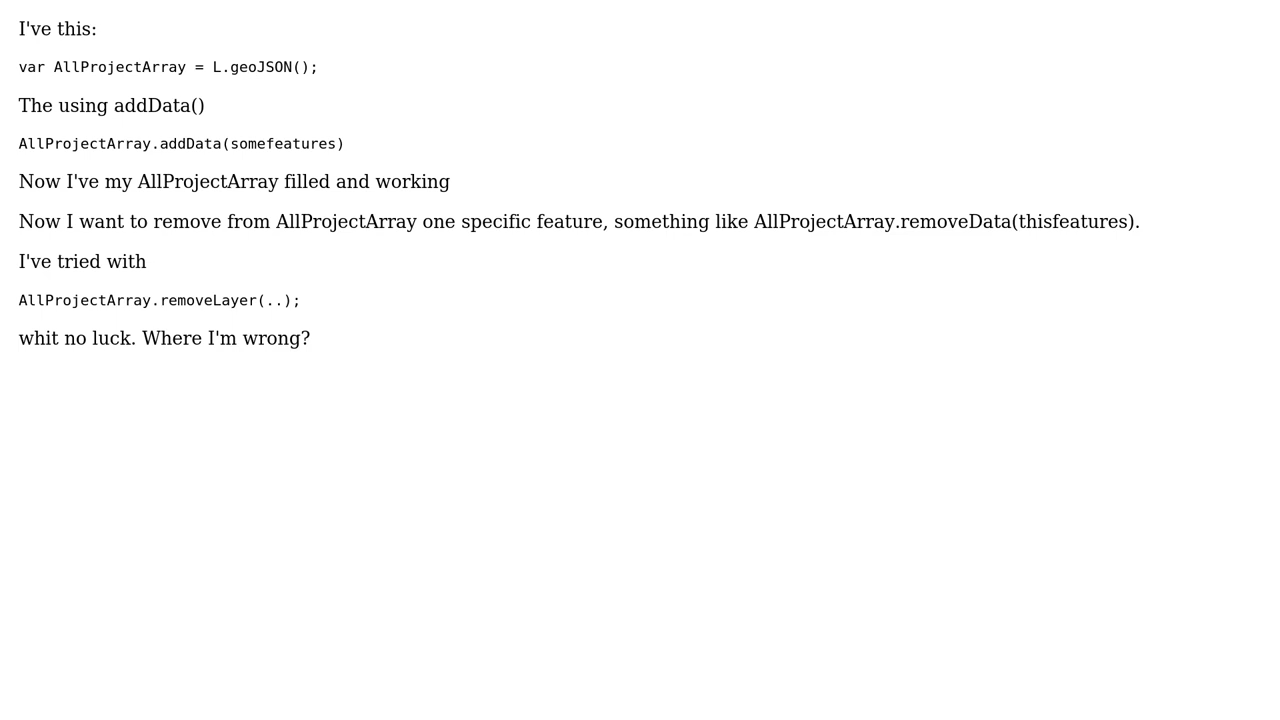 I've this:
var AllProjectArray = L.geoJSON();
The using addData()
AllProjectArray.addData(somefeatures)
Now I've my AllProjectArray filled and working
Now I want to remove from AllProjectArray one specific feature, something like AllProjectArray.removeData(thisfeatures).
I've tried with
AllProjectArray.removeLayer(..);
whit no luck. Where I'm wrong?